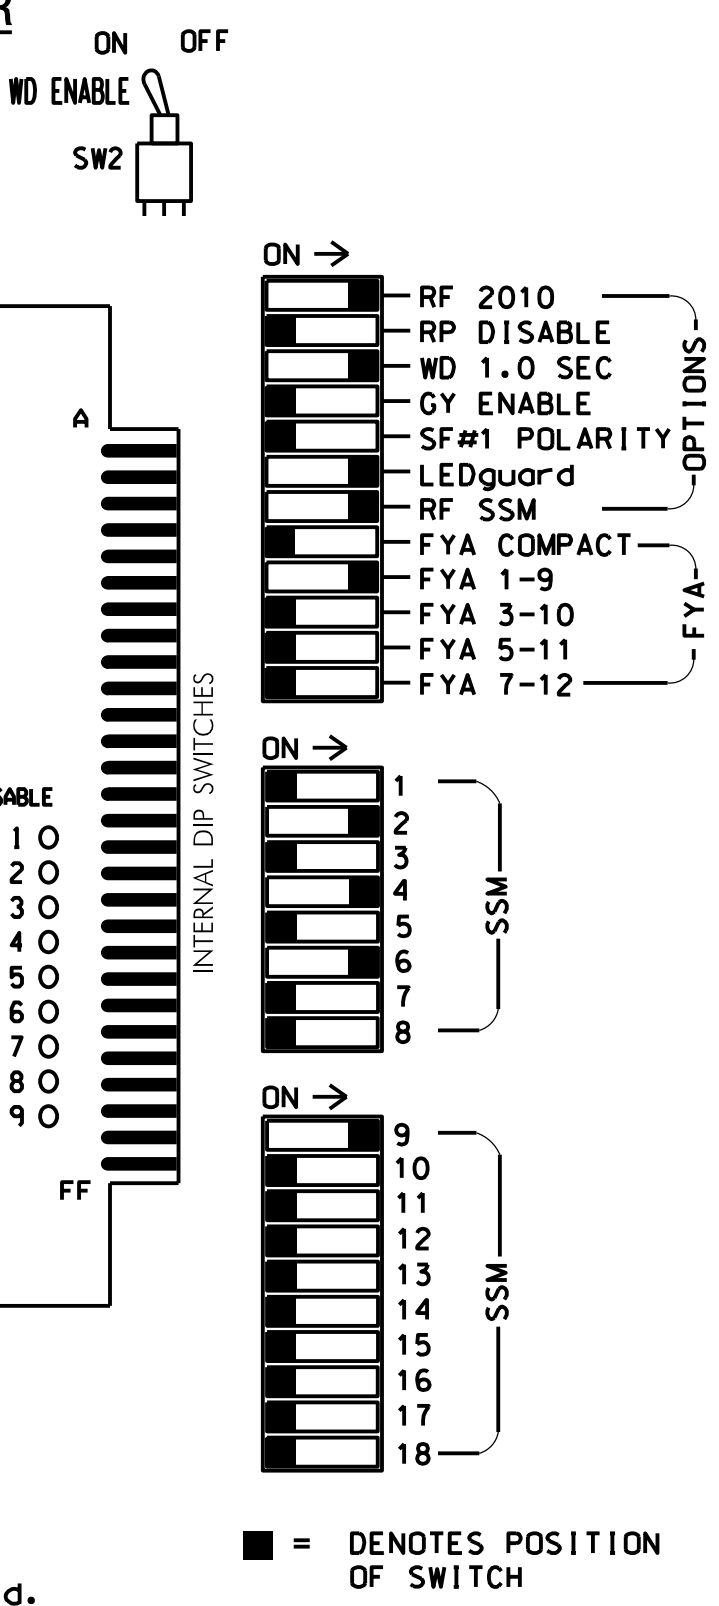 R
ON OFF
WD ENABLE
SW2
ON
RF 2010
RP DISABLE
WD 1.0 SEC
GY ENABLE
SF#1 POLARITY
LEDguard
RF SSM
OPTIONS
FYA COMPACT
FYA 1-9
FYA 3-10
FYA 5-11
FYA 7-12
FYA
A
FF
SABLE
1
2
3
4
5
6
7
8
9
INTERNAL DIP SWITCHES
ON
1
2
3
4
5
6
7
8
SSM
ON
9
10
11
12
13
14
15
16
17
18
SSM
= DENOTES POSITION
OF SWITCH
d.